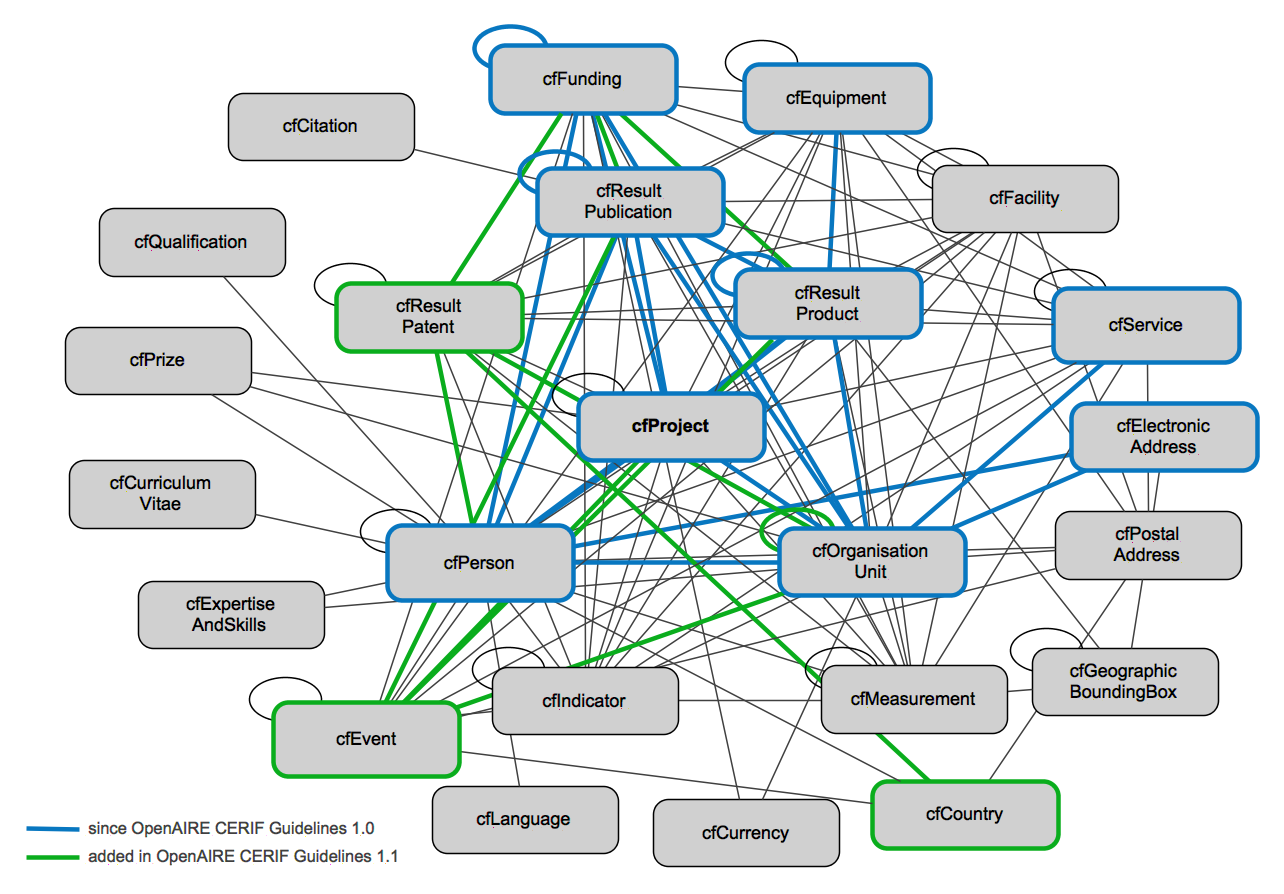 cfFunding
cfEquipment
cfCitation
cfResult
Publication
cfFacility
cfQualification
cfResult
Patent
cfResult
Product
cfService
cfPrize
cfProject
cfElectronic
Address
cfCurriculum
Vitae
cfPerson
cfOrganisation
Unit
cfPostal
Address
cfExpertise
AndSkills
cfIndicator
cfMeasurement
cfGeographic
BoundingBox
cfEvent
cfLanguage
cfCurrency
cfCountry
since OpenAIRE CERIF Guidelines 1.0
added in OpenAIRE CERIF Guidelines 1.1